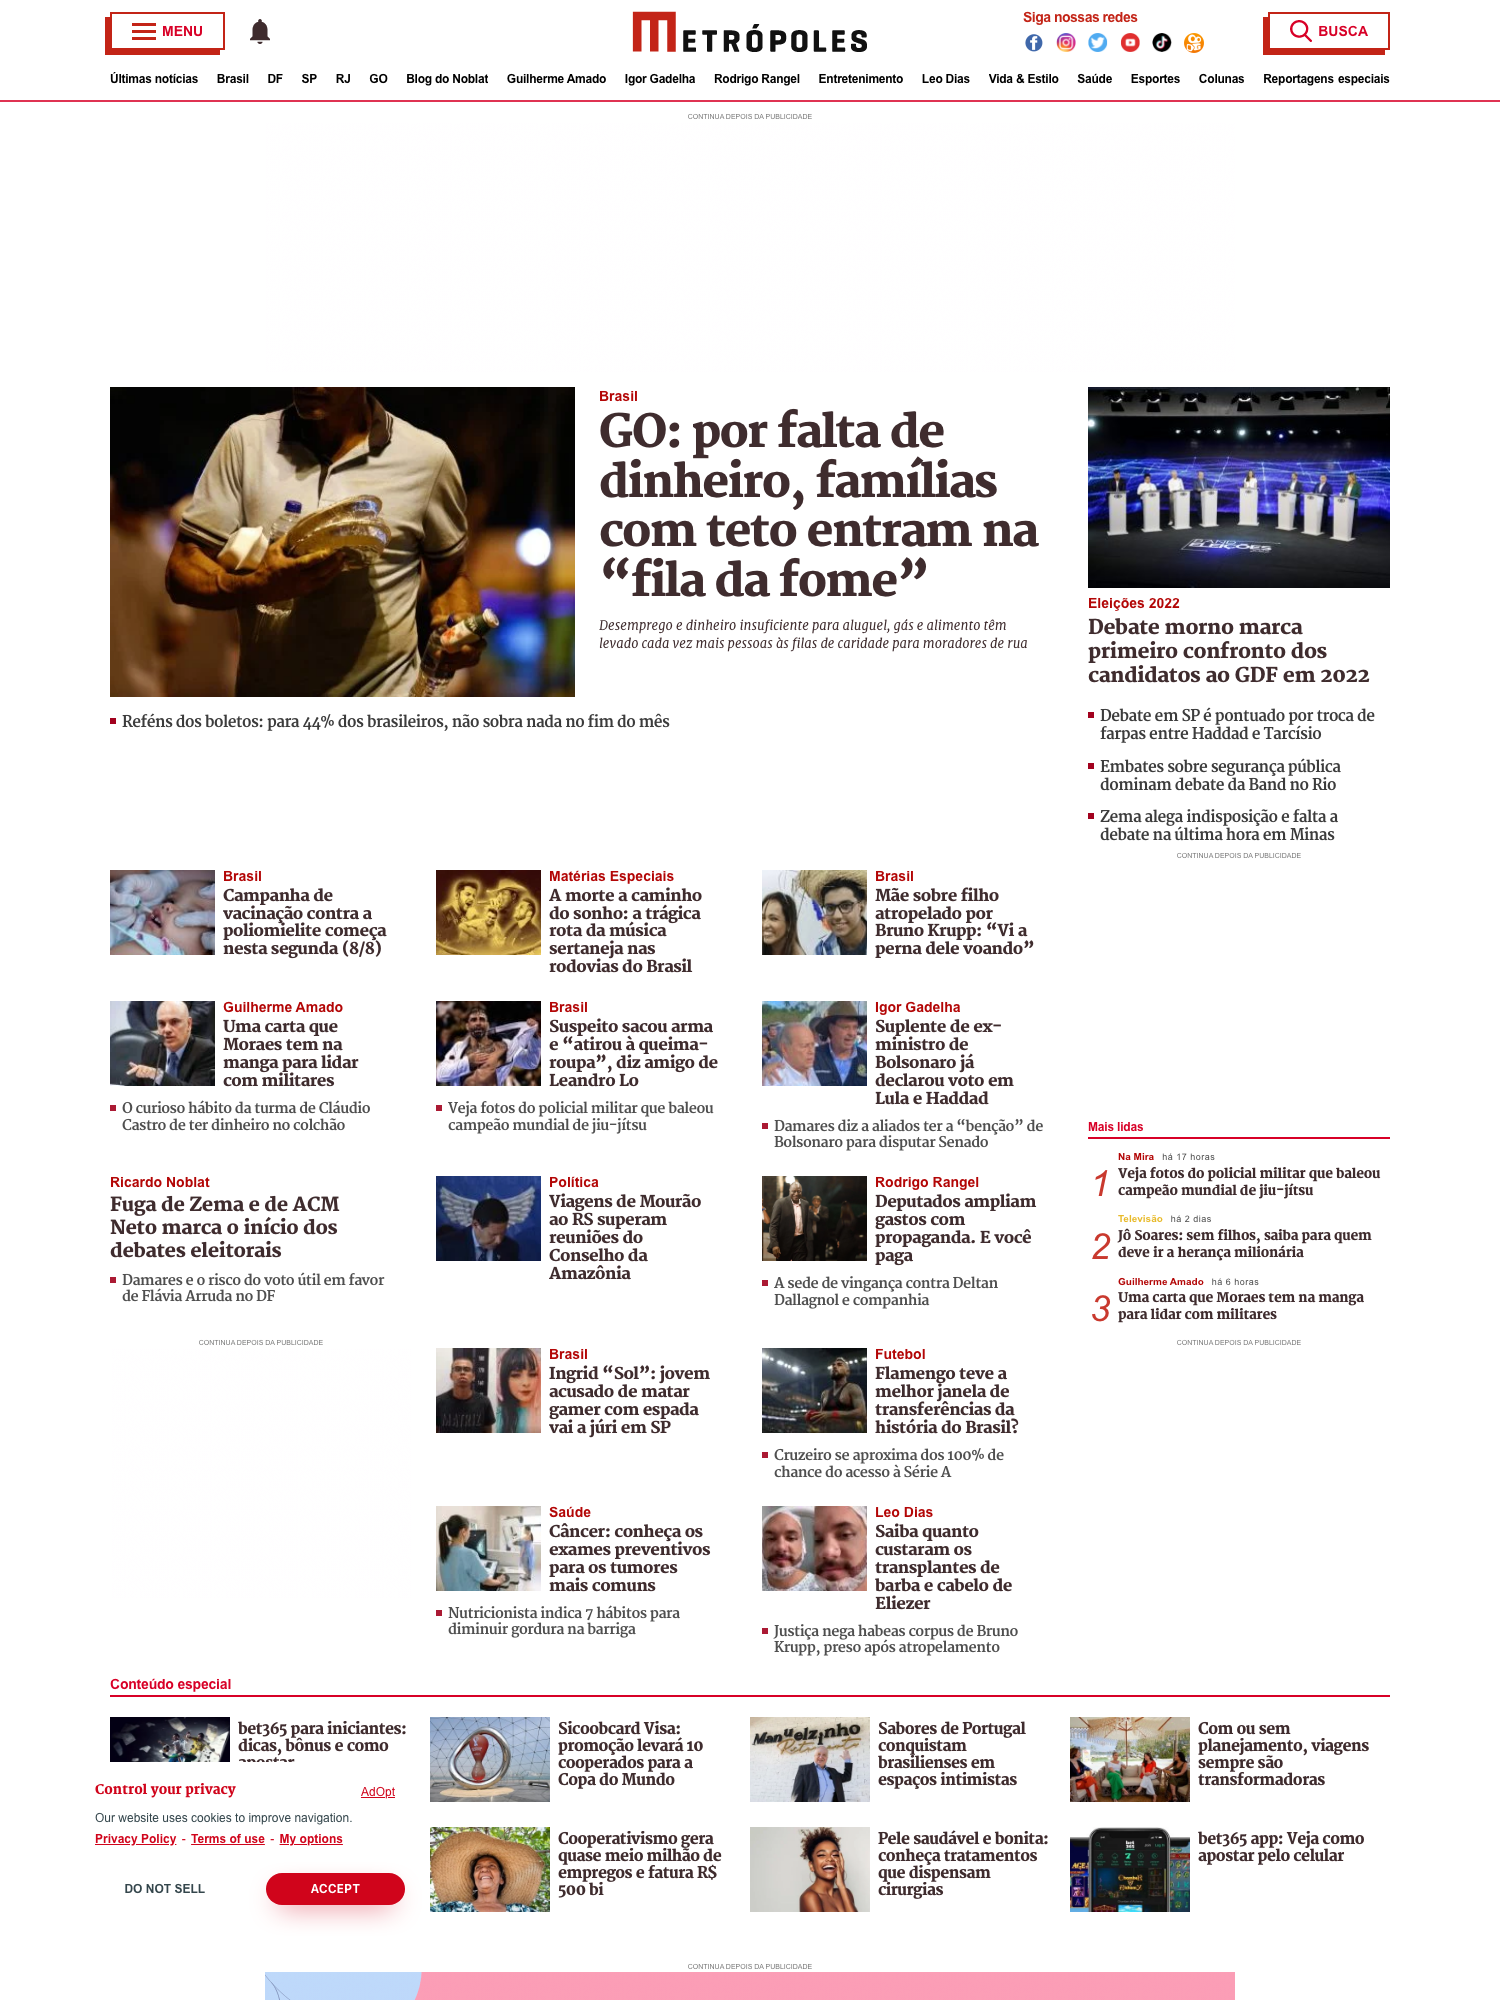 MENU
METRÓPOLES
Siga nossas redes
BUSCA
Últimas notícias Brasil DF SP RJ GO Blog do Noblat Guilherme Amado Igor Gadelha Rodrigo Rangel Entretenimento Leo Dias Vida & Estilo Saúde Esportes Colunas Reportagens especiais
CONTINUA DEPOIS DA PUBLICIDADE
Brasil
GO: por falta de
dinheiro, famílias
com teto entram na
“fila da fome”
Desemprego e dinheiro insuficiente para aluguel, gás e alimento têm
levado cada vez mais pessoas às filas de caridade para moradores de rua
Reféns dos boletos: para 44% dos brasileiros, não sobra nada no fim do mês
BAND
ELEIÇÕES
Eleições 2022
Debate morno marca
primeiro confronto dos
candidatos ao GDF em 2022
Debate em SP é pontuado por troca de
farpas entre Haddad e Tarcísio
Embates sobre segurança pública
dominam debate da Band no Rio
Zema alega indisposição e falta a
debate na última hora em Minas
CONTINUA DEPOIS DA PUBLICIDADE
Brasil
Campanha de
vacinação contra a
poliomielite começa
nesta segunda (8/8)
Matérias Especiais
A morte a caminho
do sonho: a trágica
rota da música
sertaneja nas
rodovias do Brasil
Brasil
Mãe sobre filho
atropelado por
Bruno Krupp: “Vi a
perna dele voando”
Guilherme Amado
Uma carta que
Moraes tem na
manga para lidar
com militares
O curioso hábito da turma de Cláudio
Castro de ter dinheiro no colchão
Brasil
Suspeito sacou arma
e “atirou à queima-
roupa”, diz amigo de
Leandro Lo
Veja fotos do policial militar que baleou
campeão mundial de jiu-jítsu
Igor Gadelha
Suplente de ex-
ministro de
Bolsonaro já
declarou voto em
Lula e Haddad
Damares diz a aliados ter a “benção” de
Bolsonaro para disputar Senado
Ricardo Noblat
Fuga de Zema e de ACM
Neto marca o início dos
debates eleitorais
Damares e o risco do voto útil em favor
de Flávia Arruda no DF
Política
Viagens de Mourão
ao RS superam
reuniões do
Conselho da
Amazônia
Rodrigo Rangel
Deputados ampliam
gastos com
propaganda. E você
paga
A sede de vingança contra Deltan
Dallagnol e companhia
Mais lidas
1
Na Mira há 17 horas
Veja fotos do policial militar que baleou
campeão mundial de jiu-jítsu
2
Televisão há 2 dias
Jô Soares: sem filhos, saiba para quem
deve ir a herança milionária
3
Guilherme Amado há 6 horas
Uma carta que Moraes tem na manga
para lidar com militares
CONTINUA DEPOIS DA PUBLICIDADE
CONTINUA DEPOIS DA PUBLICIDADE
MATRIX
Brasil
Ingrid “Sol”: jovem
acusado de matar
gamer com espada
vai a júri em SP
Futebol
Flamengo teve a
melhor janela de
transferências da
história do Brasil?
Cruzeiro se aproxima dos 100% de
chance do acesso à Série A
Saúde
Câncer: conheça os
exames preventivos
para os tumores
mais comuns
Nutricionista indica 7 hábitos para
diminuir gordura na barriga
Leo Dias
Saiba quanto
custaram os
transplantes de
barba e cabelo de
Eliezer
Justiça nega habeas corpus de Bruno
Krupp, preso após atropelamento
Conteúdo especial
bet365 para iniciantes:
dicas, bônus e como
apostar
Sicoobcard Visa:
promoção levará 10
cooperados para a
Copa do Mundo
Manuelzinho
Sabores de Portugal
conquistam
brasilienses em
espaços intimistas
Com ou sem
planejamento, viagens
sempre são
transformadoras
Control your privacy
AdOpt
Our website uses cookies to improve navigation.
Privacy Policy - Terms of use - My options
DO NOT SELL
ACCEPT
Cooperativismo gera
quase meio milhão de
empregos e fatura R$
500 bi
Pele saudável e bonita:
conheça tratamentos
que dispensam
cirurgias
bet365 app: Veja como
apostar pelo celular
CONTINUA DEPOIS DA PUBLICIDADE